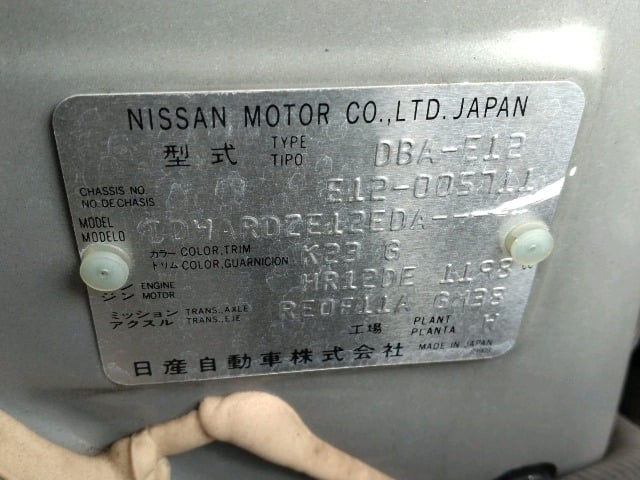 NISSAN MOTOR CO., LTD. JAPAN
型式 TYPE TIPO DBA-E12
CHASSIS NO. NO. DE CHASIS E12-005711
MODEL MODELO
カラー COLOR, TRIM トリム COLOR, GUARNICION K23 G
ン ENGINE ジン MOTOR HR12DE 1198 cc
ミッション TRANS., AXLE アクスル TRANS., EJE RE0F11A
工場 PLANT PLANTA H
日産自動車株式会社 MADE IN JAPAN